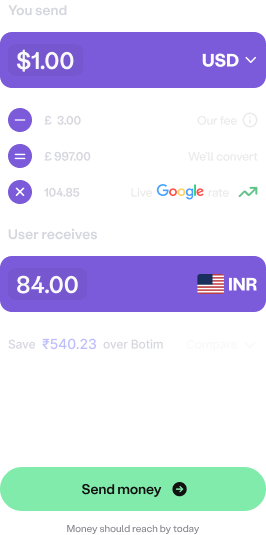 You send
$1.00 USD
£ 3.00 Our fee
£ 997.00 We'll convert
104.85 Live Google rate
User receives
84.00 INR
Save ₹540.23 over Botim Compare
Send money
Money should reach by today